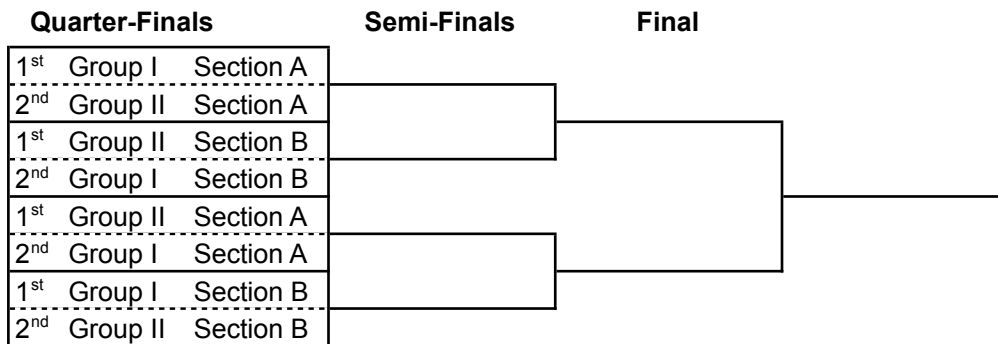 Quarter-Finals Semi-Finals Final
1st Group I Section A
2nd Group II Section A
1st Group II Section B
2nd Group I Section B
1st Group II Section A
2nd Group I Section A
1st Group I Section B
2nd Group II Section B